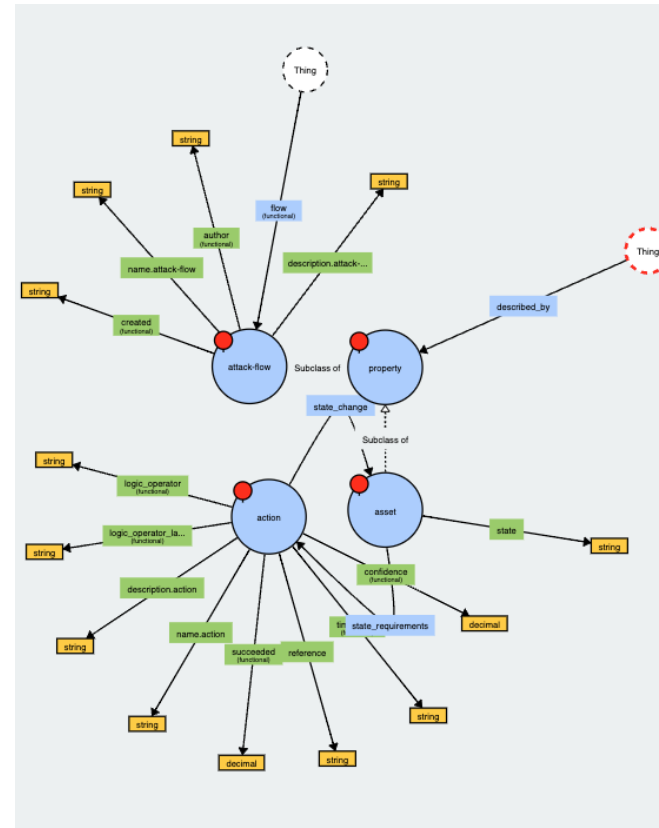 Thing
string
string
string
flow
(functional)
author
(functional)
Thing
name.attack-flow
description.attack-...
string
described_by
created
(functional)
attack-flow
Subclass of
property
state_change
Subclass of
string
logic_operator
(functional)
action
asset
logic_operator_la...
(functional)
state
string
string
confidence
(functional)
description.action
name.action
state_requirements
decimal
string
succeeded
(functional)
reference
string
string
decimal
string